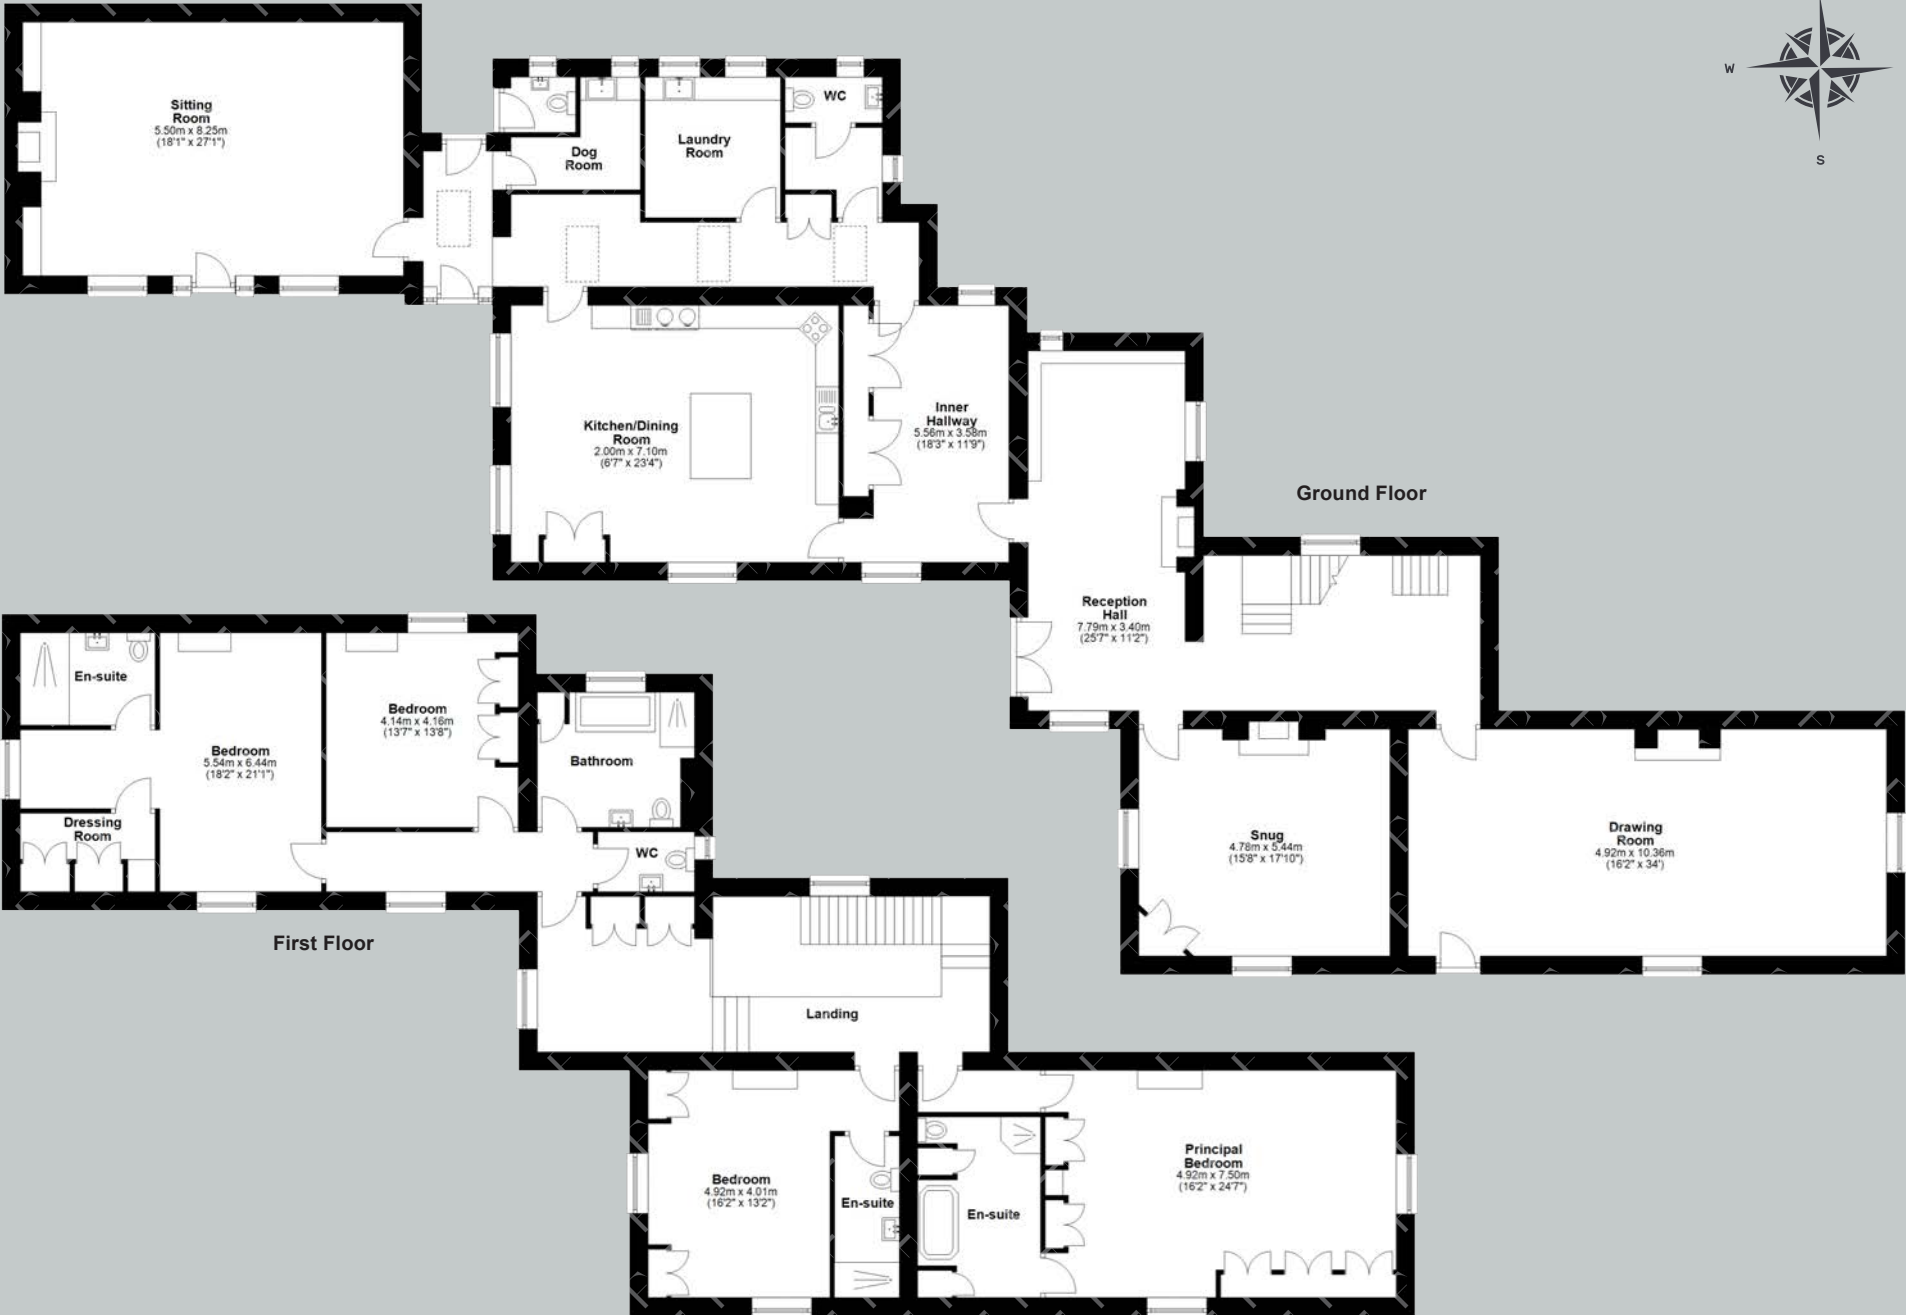 W
S
Sitting
Room
5.50m x 8.25m
(18'1" x 27'1")
WC
Laundry
Room
Dog
Room
Kitchen/Dining
Room
2.00m x 7.10m
(6'7" x 23'4")
Inner
Hallway
5.56m x 3.58m
(18'3" x 11'9")
Ground Floor
Reception
Hall
7.79m x 3.40m
(25'7" x 11'2")
Snug
4.78m x 5.44m
(15'8" x 17'10")
Drawing
Room
4.92m x 10.36m
(16'2" x 34')
En-suite
Bedroom
5.54m x 6.44m
(18'2" x 21'1")
Bedroom
4.14m x 4.16m
(13'7" x 13'8")
Bathroom
Dressing
Room
WC
First Floor
Landing
Bedroom
4.92m x 4.01m
(16'2" x 13'2")
En-suite
En-suite
Principal
Bedroom
4.92m x 7.50m
(16'2" x 24'7")